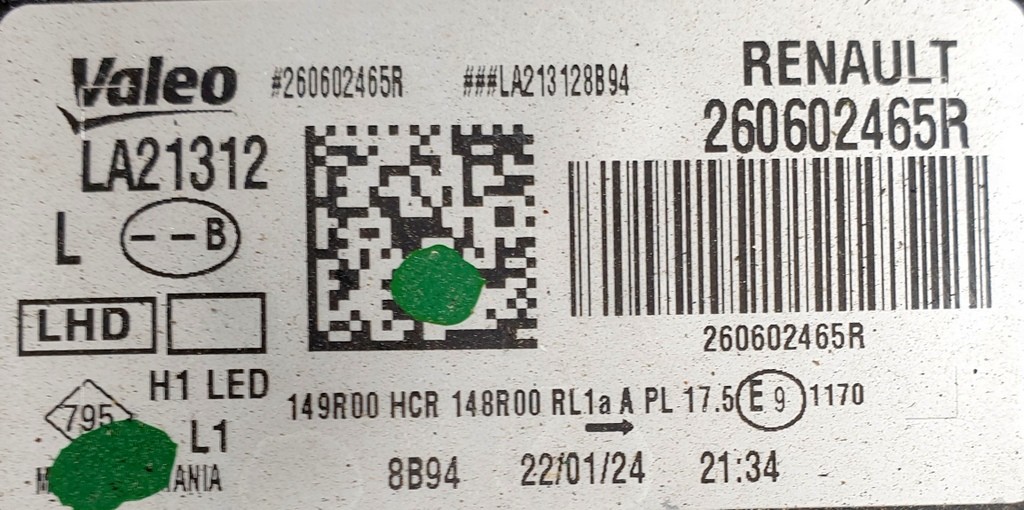 Valeo #260602465R ###LA213128B94 RENAULT
260602465R
LA21312
L --B
LHD
260602465R
H1 LED
149R00 HCR 148R00 RL1a A PL 17.5 E 9 1170
795
L1
8B94 22/01/24 21:34